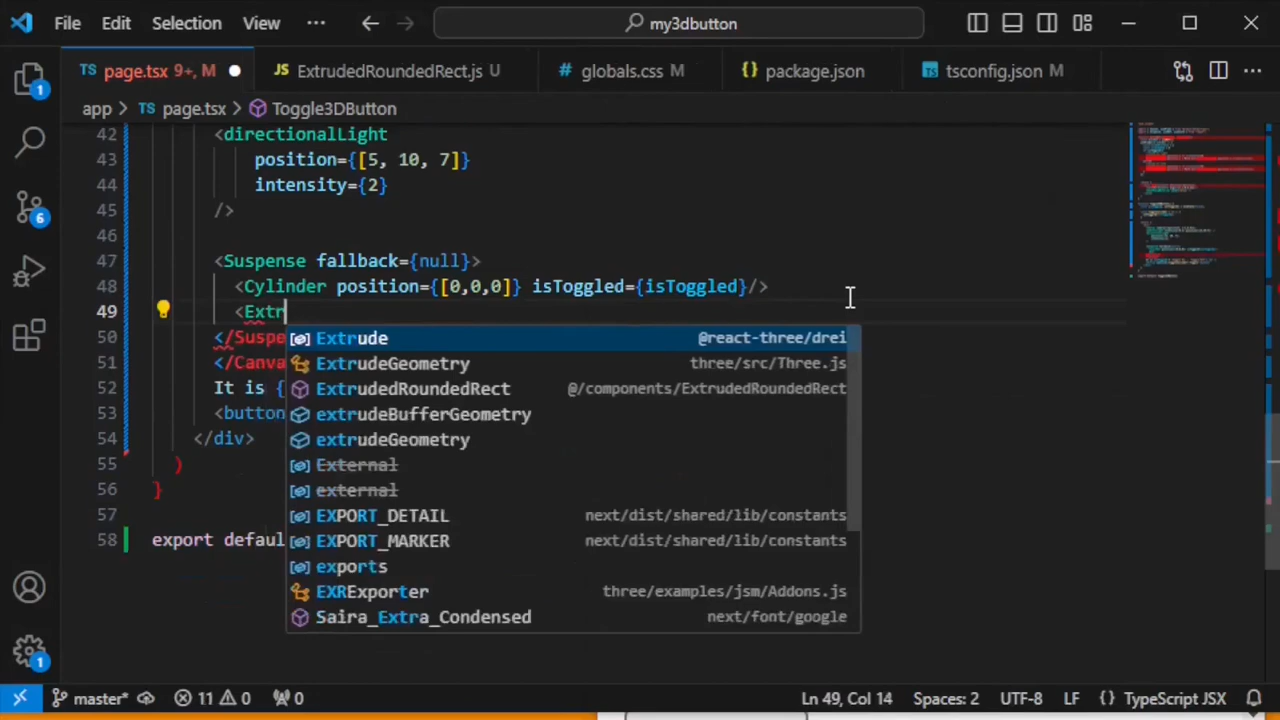 File Edit Selection View ··· my3dbutton
TS page.tsx 9+, M JS ExtrudedRoundedRect.js U # globals.css M {} package.json TS tsconfig.json M ···
app > TS page.tsx > Toggle3DButton
42 <directionalLight
43 position={[5, 10, 7]}
44 intensity={2}
45 />
46
47 <Suspense fallback={null}>
48 <Cylinder position={[0,0,0]} isToggled={isToggled}/>
49 <Extr
50 </Suspe
51 </Canva
52 It is {
53 <button
54 </div>
55 )
56 }
57
58 export defaul
Extrude @react-three/drei
ExtrudeGeometry three/src/Three.js
ExtrudedRoundedRect @/components/ExtrudedRoundedRect
extrudeBufferGeometry
extrudeGeometry
External
external
EXPORT_DETAIL next/dist/shared/lib/constants
EXPORT_MARKER next/dist/shared/lib/constants
exports
EXRExporter three/examples/jsm/Addons.js
Saira_Extra_Condensed next/font/google
1
6
1
master* 11 0 0 Ln 49, Col 14 Spaces: 2 UTF-8 LF {} TypeScript JSX